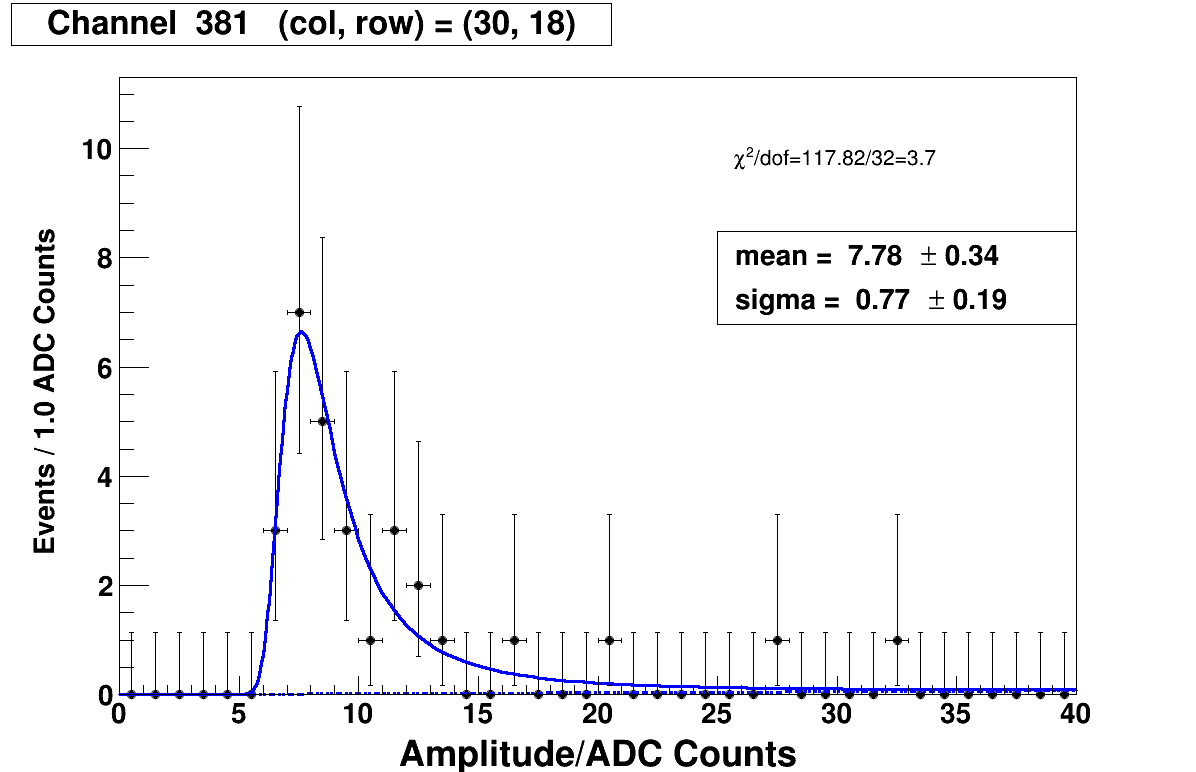 Channel 381 (col, row) = (30, 18)
χ²/dof=117.82/32=3.7
mean = 7.78 ± 0.34
sigma = 0.77 ± 0.19
Events / 1.0 ADC Counts
10
8
6
4
2
0
0 5 10 15 20 25 30 35 40
Amplitude/ADC Counts